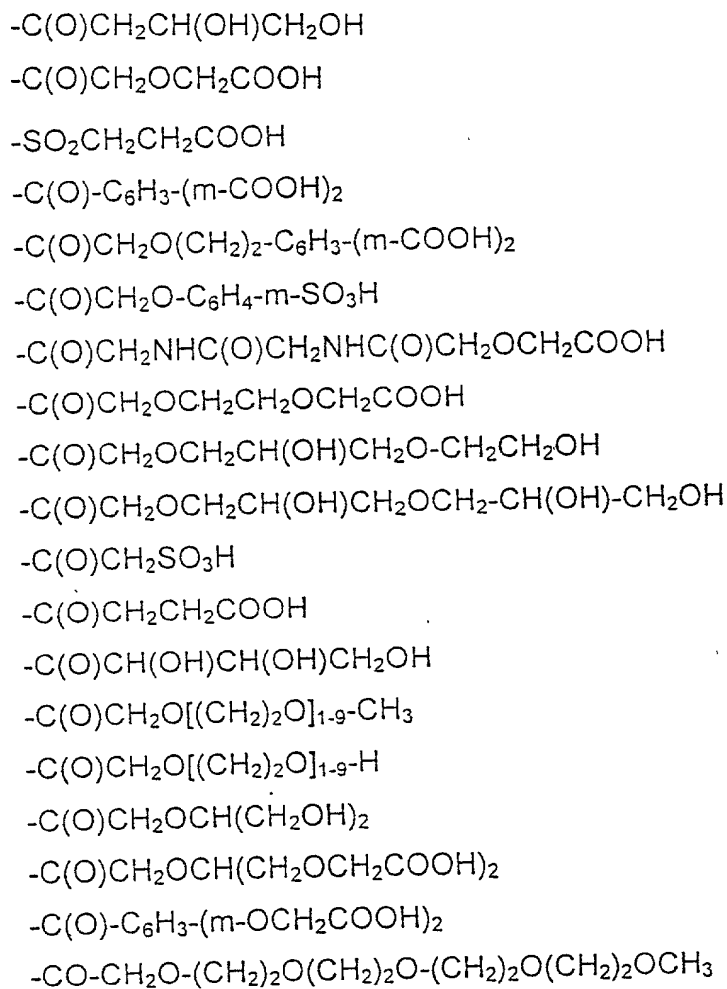 -C(O)CH₂CH(OH)CH₂OH
-C(O)CH₂OCH₂COOH
-SO₂CH₂CH₂COOH
-C(O)-C₆H₃-(m-COOH)₂
-C(O)CH₂O(CH₂)₂-C₆H₃-(m-COOH)₂
-C(O)CH₂O-C₆H₄-m-SO₃H
-C(O)CH₂NHC(O)CH₂NHC(O)CH₂OCH₂COOH
-C(O)CH₂OCH₂CH₂OCH₂COOH
-C(O)CH₂OCH₂CH(OH)CH₂O-CH₂CH₂OH
-C(O)CH₂OCH₂CH(OH)CH₂OCH₂-CH(OH)-CH₂OH
-C(O)CH₂SO₃H
-C(O)CH₂CH₂COOH
-C(O)CH(OH)CH(OH)CH₂OH
-C(O)CH₂O[(CH₂)₂O]₁₋₉-CH₃
-C(O)CH₂O[(CH₂)₂O]₁₋₉-H
-C(O)CH₂OCH(CH₂OH)₂
-C(O)CH₂OCH(CH₂OCH₂COOH)₂
-C(O)-C₆H₃-(m-OCH₂COOH)₂
-CO-CH₂O-(CH₂)₂O(CH₂)₂O-(CH₂)₂O(CH₂)₂OCH₃